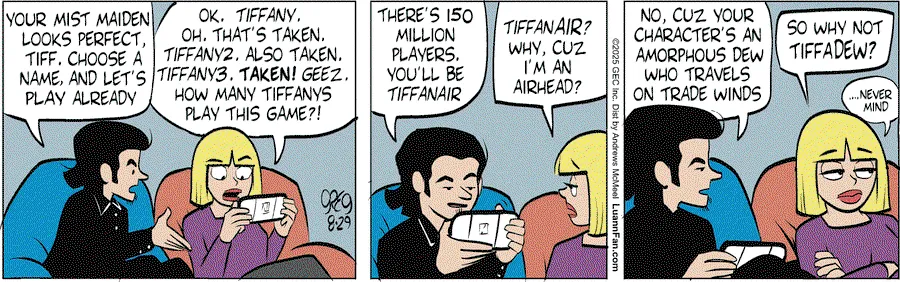 YOUR MIST MAIDEN
LOOKS PERFECT,
TIFF. CHOOSE A
NAME, AND LET'S
PLAY ALREADY
OK. TIFFANY.
OH. THAT'S TAKEN.
TIFFANY2. ALSO TAKEN.
TIFFANY3. TAKEN! GEEZ.
HOW MANY TIFFANYS
PLAY THIS GAME?!
GREG
8-29
THERE'S 150
MILLION
PLAYERS.
YOU'LL BE
TIFFANAIR
TIFFANAIR?
WHY, CUZ
I'M AN
AIRHEAD?
©2025 GEC Inc. Dist by Andrews McMeel LuannFan.com
NO, CUZ YOUR
CHARACTER'S AN
AMORPHOUS DEW
WHO TRAVELS
ON TRADE WINDS
SO WHY NOT
TIFFADEW?
....NEVER
MIND